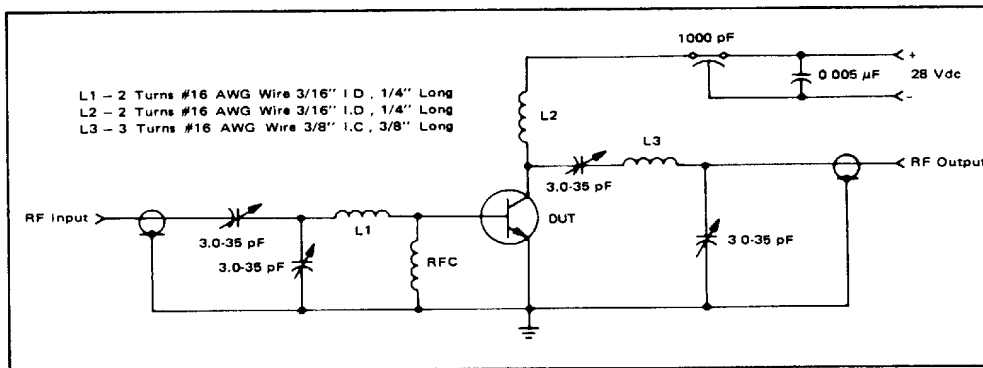 1000 pF
+
0 005 µF
28 Vdc
-
L1 – 2 Turns #16 AWG Wire 3/16" I D , 1/4" Long
L2 – 2 Turns #16 AWG Wire 3/16" I.D, 1/4" Long
L3 – 3 Turns #16 AWG Wire 3/8" I.C, 3/8" Long
L2
L3
RF Output
3.0-35 pF
RF Input
L1
DUT
3.0-35 pF
3.0-35 pF
RFC
3 0-35 pF